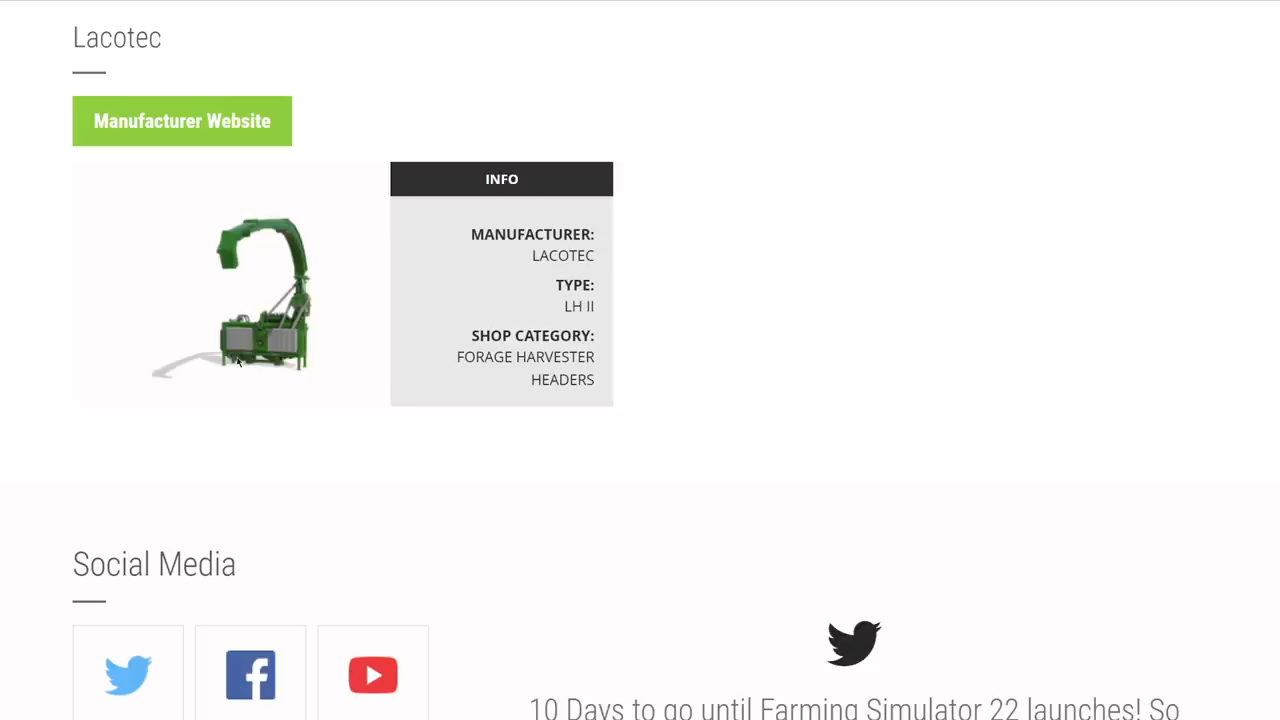 Lacotec
Manufacturer Website
INFO
MANUFACTURER:
LACOTEC
TYPE:
LH II
SHOP CATEGORY:
FORAGE HARVESTER
HEADERS
Social Media
10 Days to go until Farming Simulator 22 launches! So